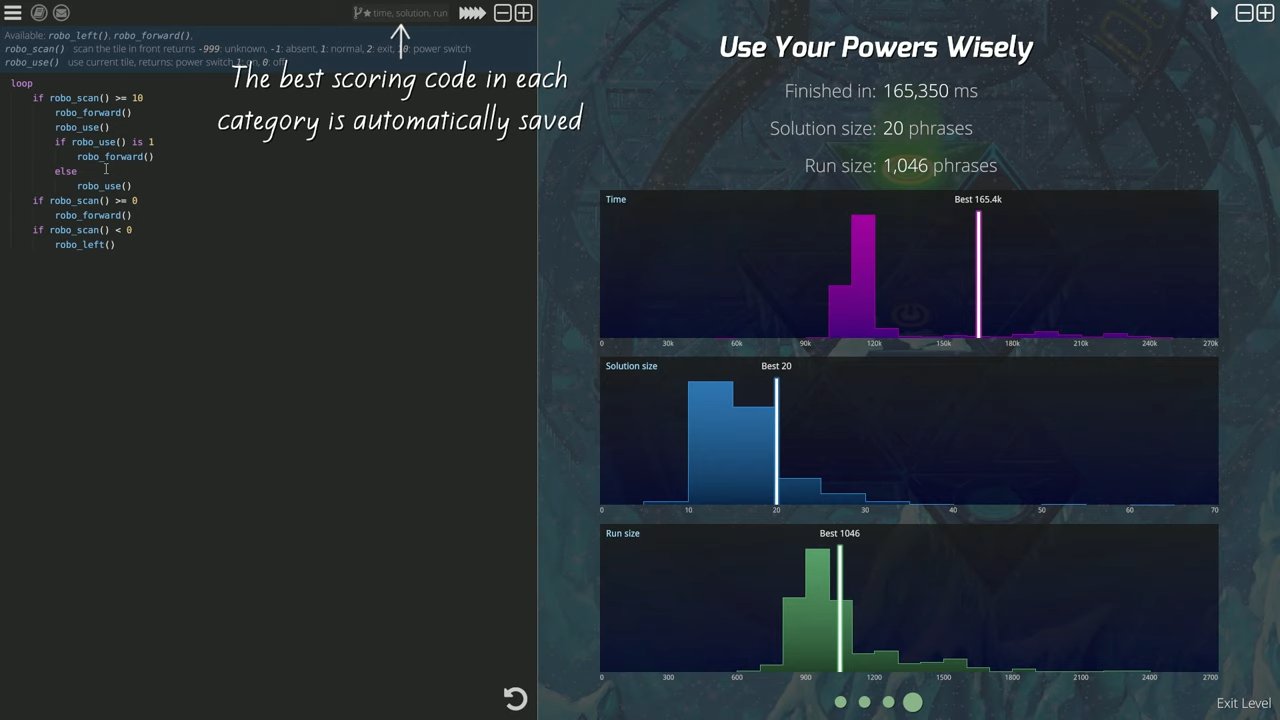 time, solution, run
Available: robo_left(), robo_forward(),
robo_scan() scan the tile in front returns -999: unknown, -1: absent, 1: normal, 2: exit, 10: power switch
robo_use() use current tile, returns: power switch 1: on, 0: off
The best scoring code in each
category is automatically saved
loop
if robo_scan() >= 10
robo_forward()
robo_use()
if robo_use() is 1
robo_forward()
else
robo_use()
if robo_scan() >= 0
robo_forward()
if robo_scan() < 0
robo_left()
Use Your Powers Wisely
Finished in: 165,350 ms
Solution size: 20 phrases
Run size: 1,046 phrases
Time
Best 165.4k
0 30k 60k 90k 120k 150k 180k 210k 240k 270k
Solution size
Best 20
0 10 20 30 40 50 60 70
Run size
Best 1046
0 300 600 900 1200 1500 1800 2100 2400 2700
Exit Level